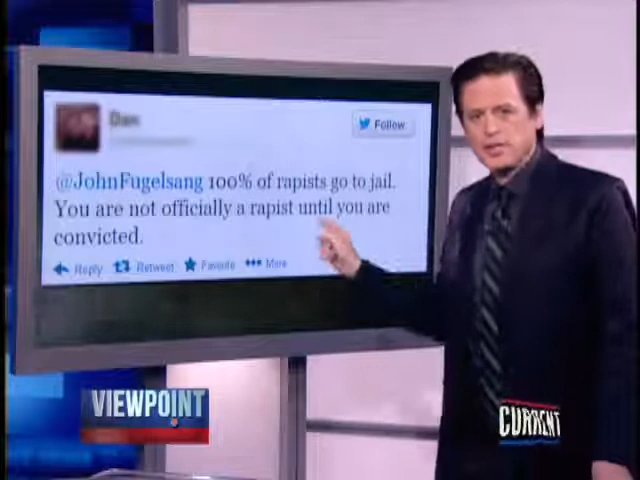 Dan
Follow
@JohnFugelsang 100% of rapists go to jail.
You are not officially a rapist until you are
convicted.
Reply Retweet Favorite More
VIEWPOINT
CURRENT